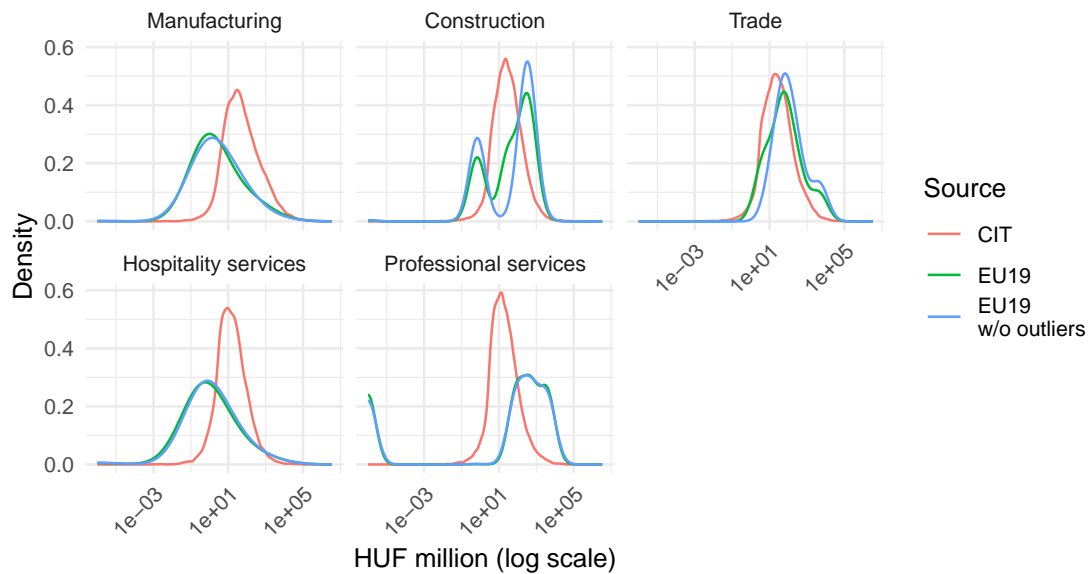 Manufacturing
Construction
Trade
0.6
0.4
0.2
0.0
Hospitality services
Professional services
0.6
0.4
0.2
0.0
1e−03
1e+01
1e+05
1e−03
1e+01
1e+05
1e−03
1e+01
1e+05
Density
HUF million (log scale)
Source
CIT
EU19
EU19
w/o outliers